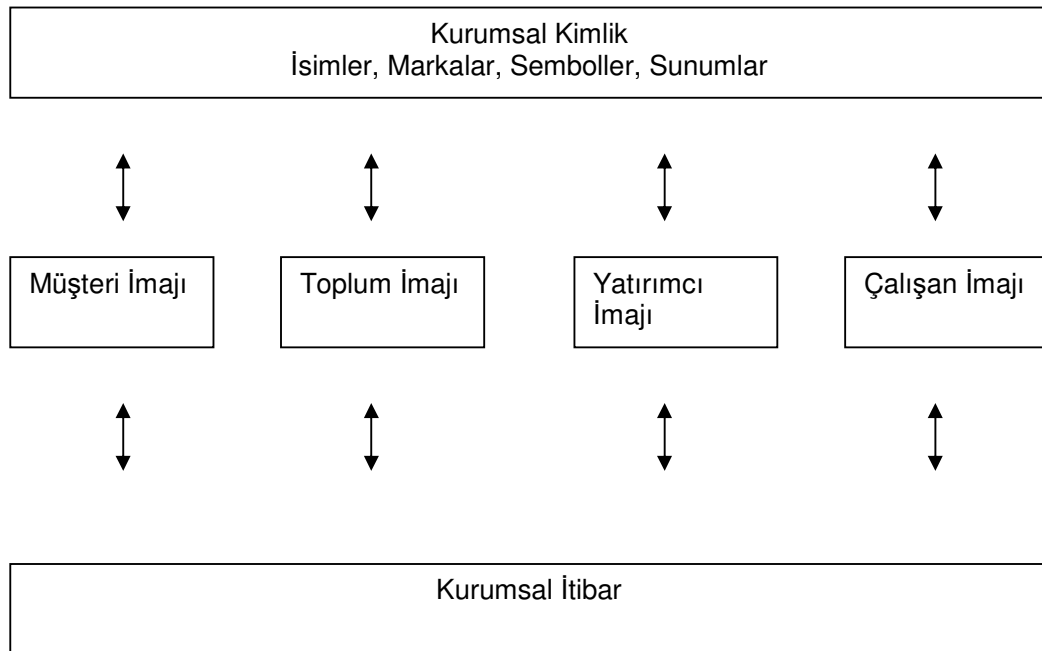 Kurumsal Kimlik
İsimler, Markalar, Semboller, Sunumlar
Müşteri İmajı
Toplum İmajı
Yatırımcı
İmajı
Çalışan İmajı
Kurumsal İtibar